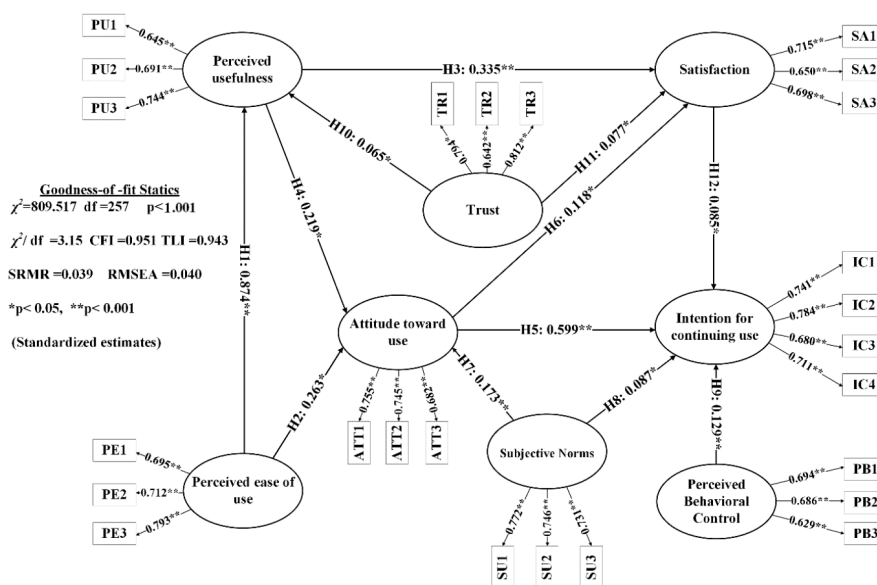 PU1
0.645**
PU2
0.691**
PU3
0.744**
Perceived
usefulness
H3: 0.335**
Satisfaction
SA1
0.715**
SA2
0.650**
SA3
0.698**
TR1
TR2
TR3
0.794*
0.642**
0.812**
Trust
H10: 0.065*
H11: 0.077*
H4: 0.219*
H6: 0.118*
H12: 0.085*
H1: 0.874**
Goodness-of -fit Statics
χ²=809.517 df =257 p<1.001
χ²/ df =3.15 CFI =0.951 TLI =0.943
SRMR =0.039 RMSEA =0.040
*p< 0.05, **p< 0.001
(Standardized estimates)
Attitude toward
use
H5: 0.599**
Intention for
continuing use
IC1
0.741**
IC2
0.784**
IC3
0.680**
IC4
0.711**
H2: 0.263*
H7: 0.173**
H8: 0.087*
H9: 0.129**
0.755**
0.745**
0.682**
ATT1
ATT2
ATT3
PE1
0.695**
PE2
0.712**
PE3
0.793**
Perceived ease of
use
Subjective Norms
0.772**
0.746**
0.731**
SU1
SU2
SU3
Perceived
Behavioral
Control
PB1
0.694**
PB2
0.686**
PB3
0.629**